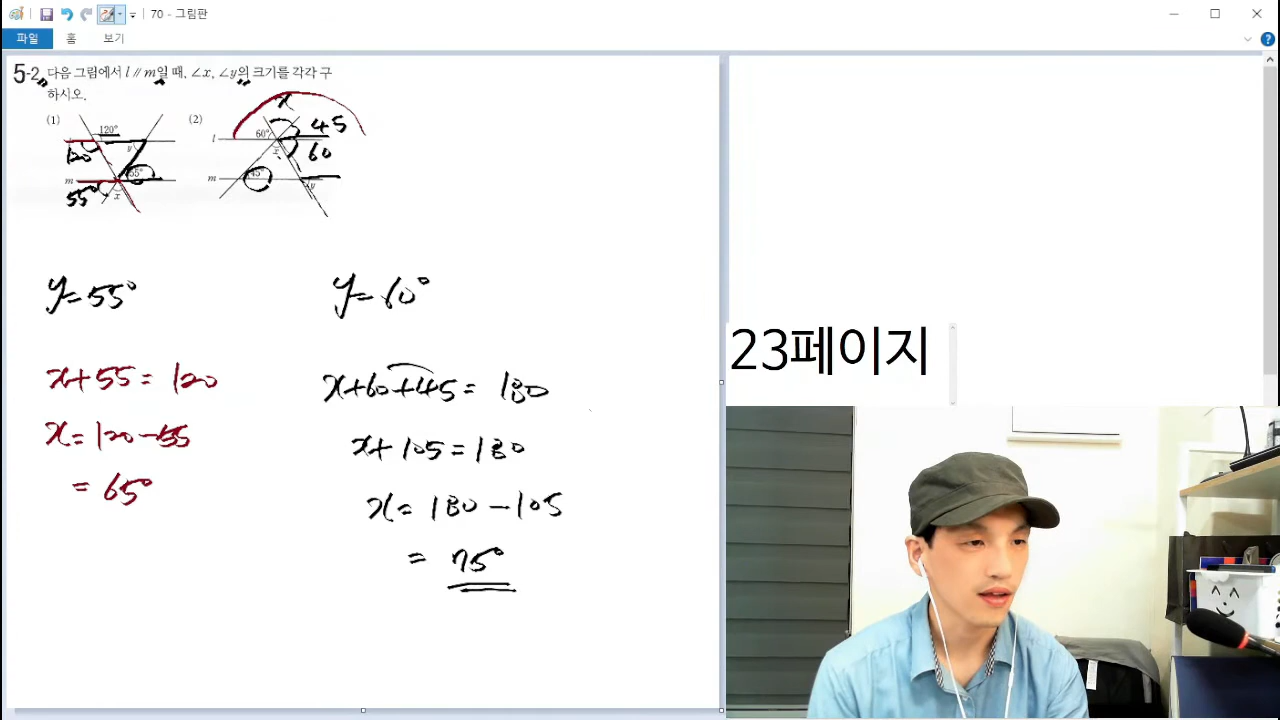 70 - 그림판
파일 홈 보기
5-2 다음 그림에서 l // m일 때, ∠x, ∠y의 크기를 각각 구
하시오.
(1) 120° y 120 m 55° 55° x
(2) x l 60° 45 60 x m 45° y
y=55°
x+55=120
x=120-55
=65°
y=60°
x+60+45=180
x+105=180
x=180-105
=75°
23페이지